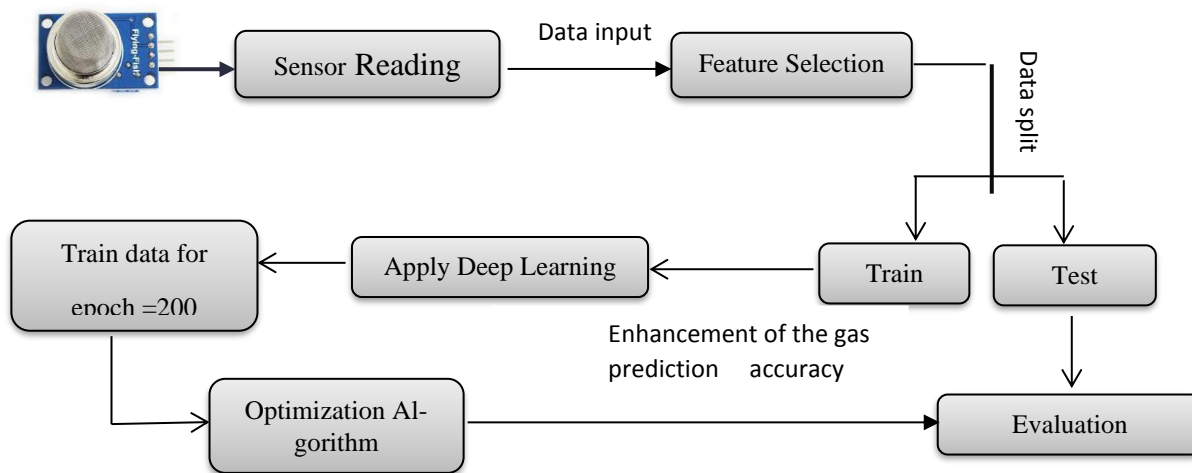 Flying-Fish
Sensor Reading
Data input
Feature Selection
Data split
Train
Test
Apply Deep Learning
Train data for
epoch =200
Enhancement of the gas
prediction accuracy
Optimization Al-
gorithm
Evaluation